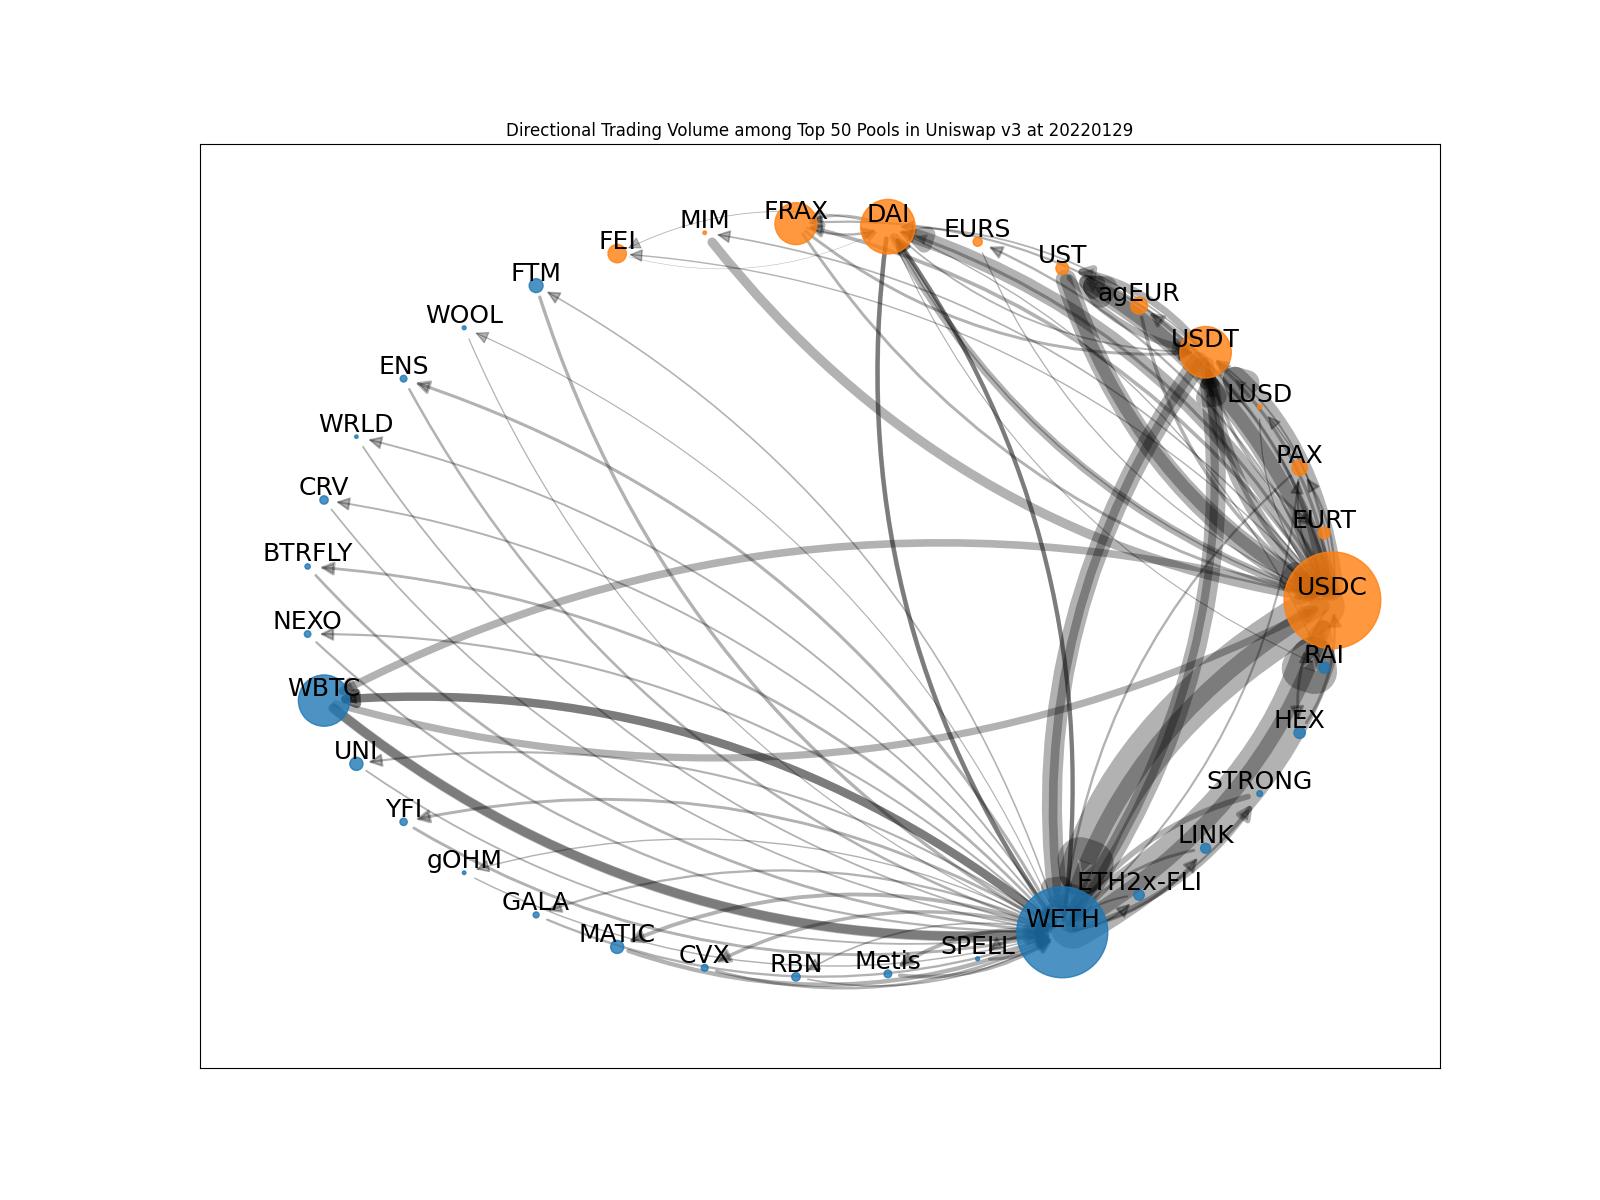 Directional Trading Volume among Top 50 Pools in Uniswap v3 at 20220129
FRAX
DAI
MIM
EURS
FEI
UST
FTM
agEUR
WOOL
USDT
ENS
LUSD
WRLD
PAX
CRV
EURT
BTRFLY
USDC
NEXO
RAI
WBTC
HEX
UNI
STRONG
YFI
LINK
gOHM
ETH2x-FLI
GALA
WETH
MATIC
SPELL
CVX
Metis
RBN